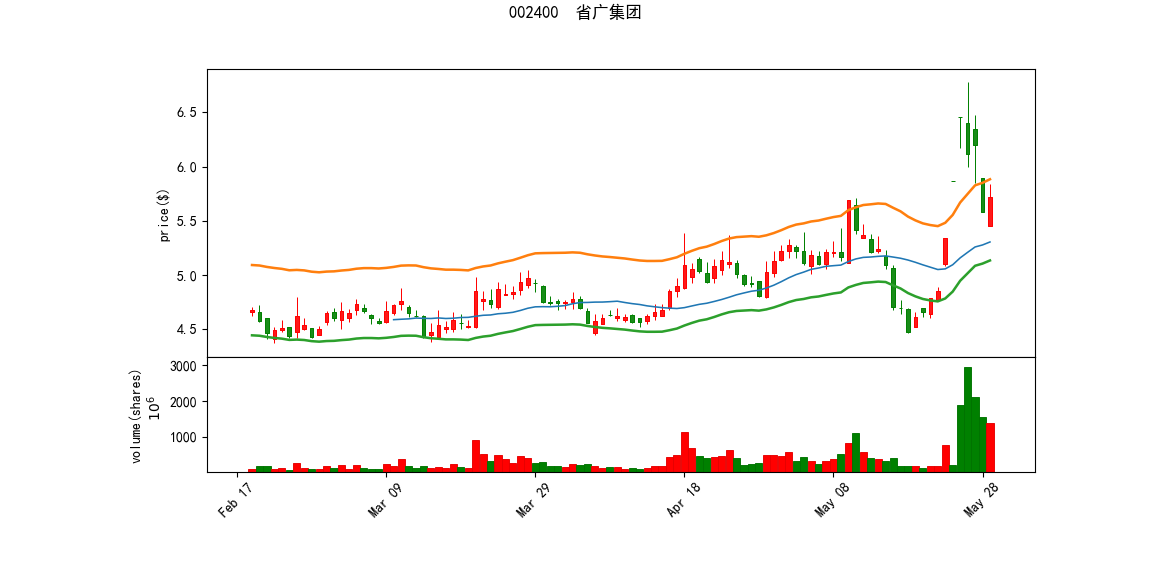 002400 省广集团
6.5
6.0
5.5
5.0
4.5
price($)
3000
2000
1000
volume(shares)
10^6
Feb 17
Mar 09
Mar 29
Apr 18
May 08
May 28